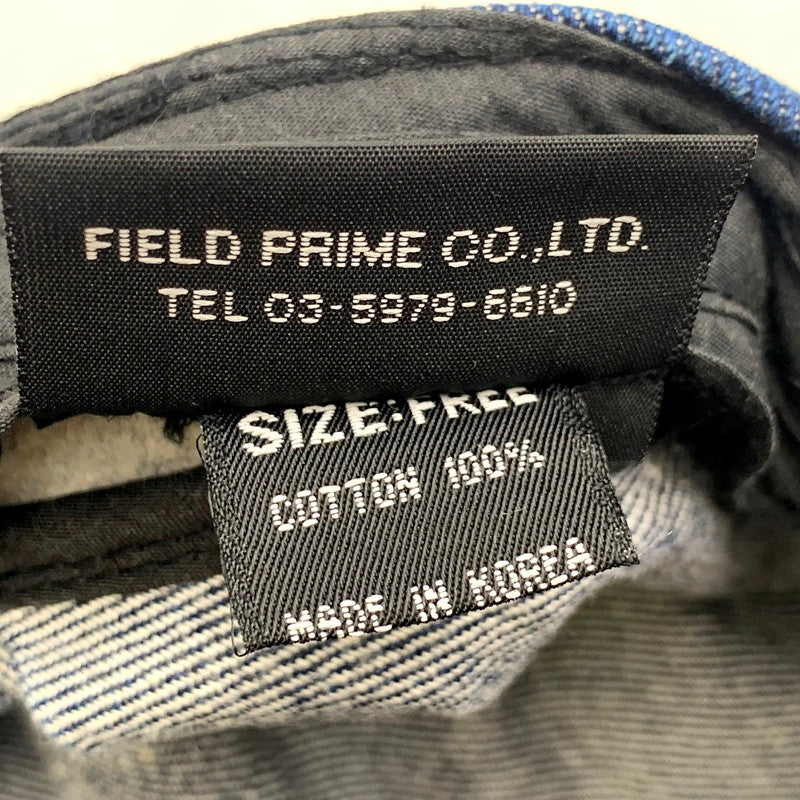 FIELD PRIME CO.,LTD.
TEL 03-5979-6610
SIZE:FREE
COTTON 100%
MADE IN KOREA